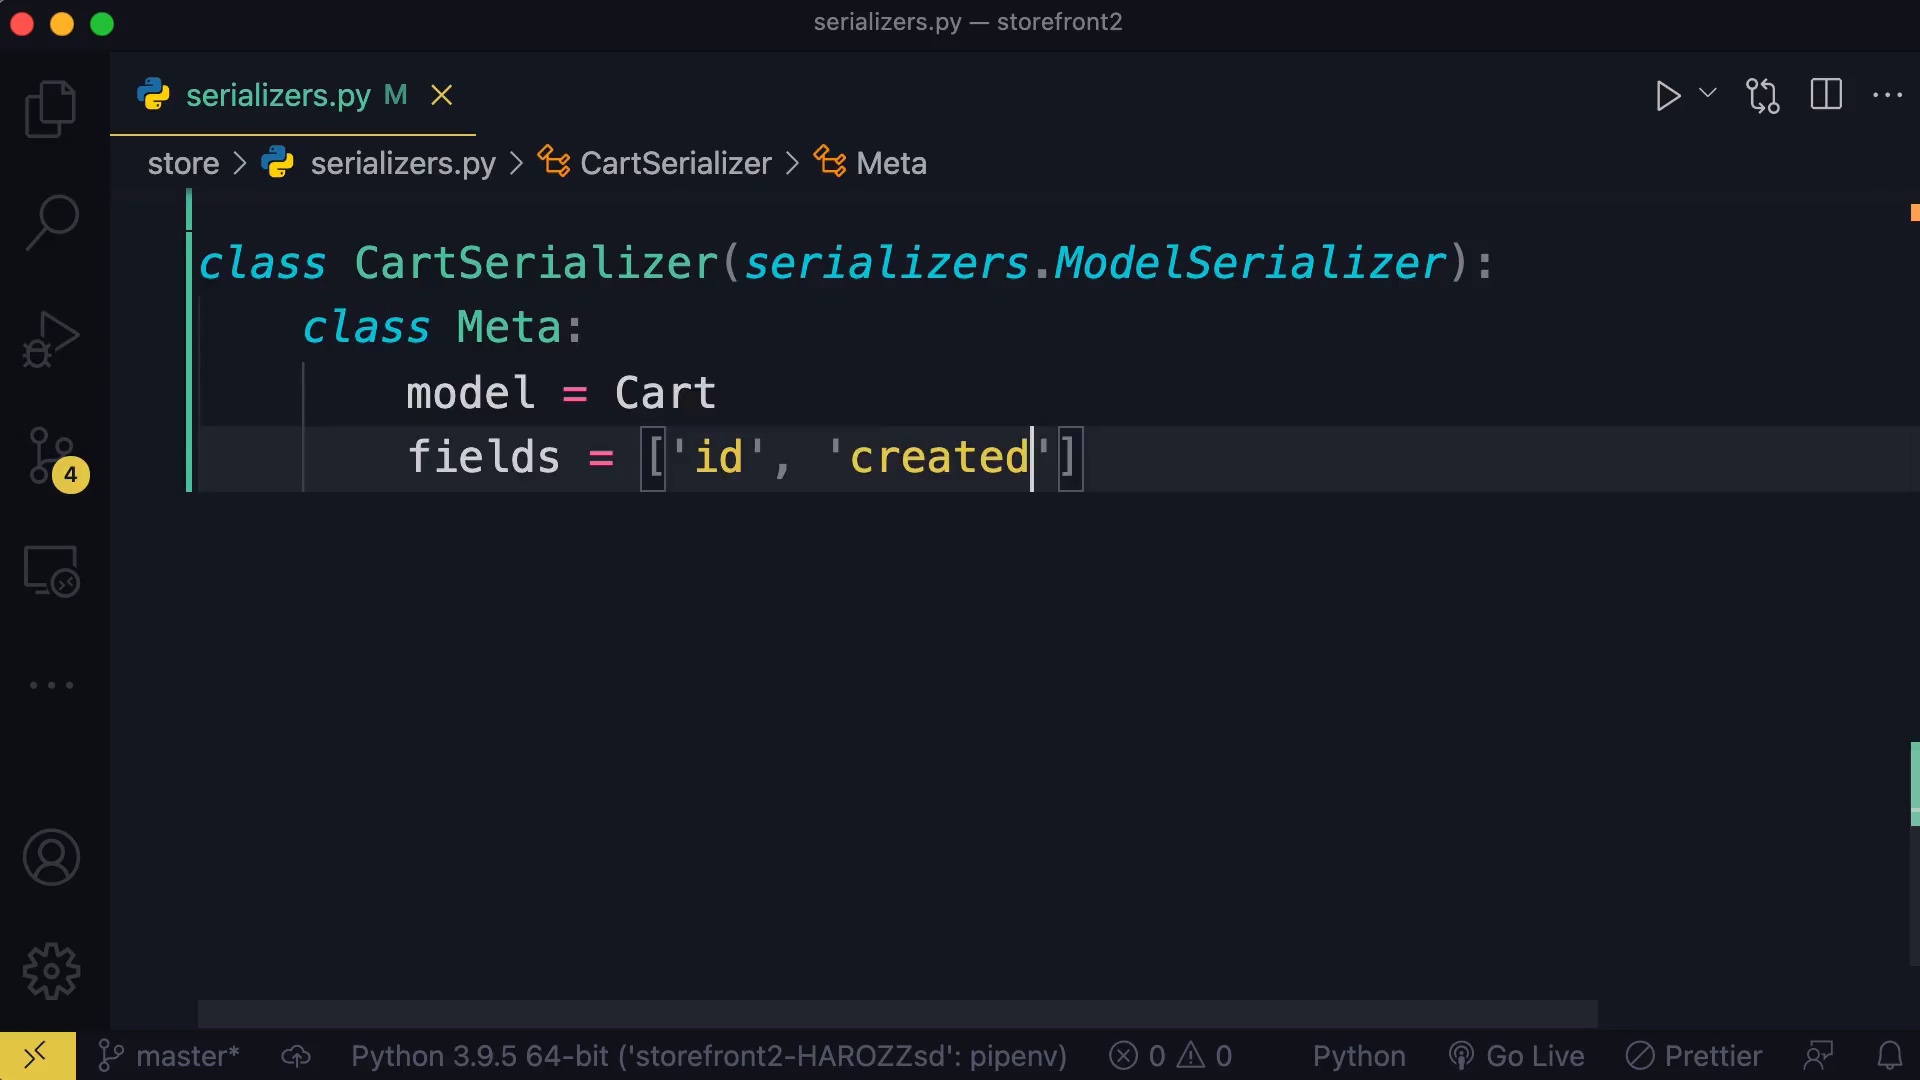 serializers.py — storefront2
serializers.py M
store > serializers.py > CartSerializer > Meta
class CartSerializer(serializers.ModelSerializer):
class Meta:
model = Cart
fields = ['id', 'created']
4
master* Python 3.9.5 64-bit ('storefront2-HAROZZsd': pipenv) 0 0 Python Go Live Prettier